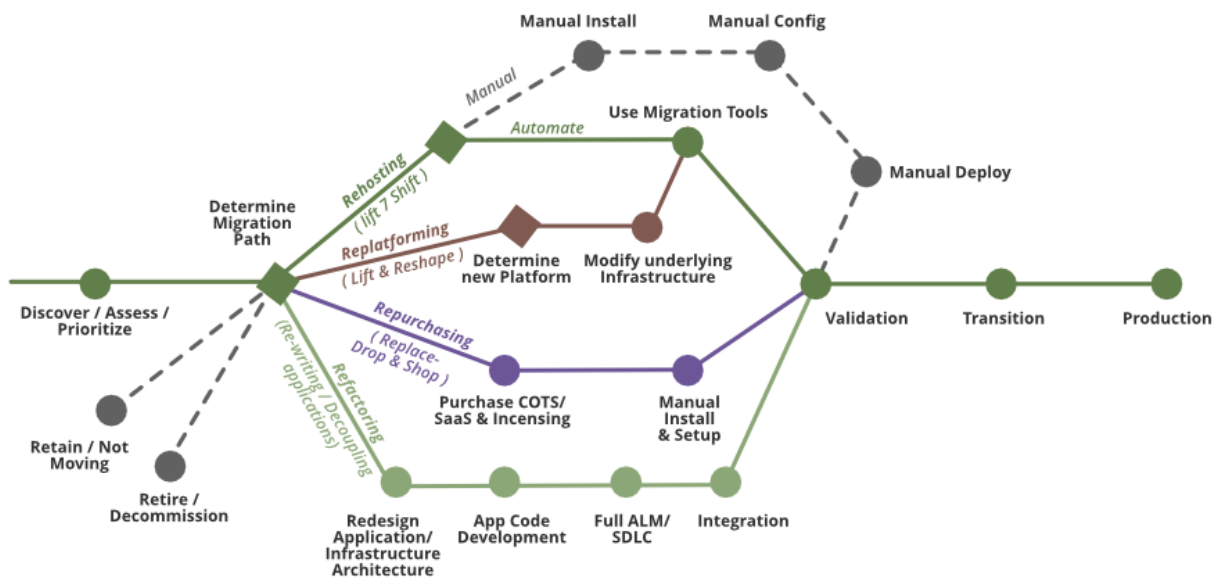 Manual Install
Manual Config
Manual
Use Migration Tools
Automate
Manual Deploy
Rehosting
( lift 7 Shift )
Determine
Migration
Path
Replatforming
( Lift & Reshape )
Determine
new Platform
Modify underlying
Infrastructure
Discover / Assess /
Prioritize
Validation
Transition
Production
Repurchasing
( Replace-
Drop & Shop )
Refactoring
(Re-writing / Decoupling
applications)
Purchase COTS/
SaaS & Incensing
Manual
Install
& Setup
Retain / Not
Moving
Retire /
Decommission
Redesign
Application/
Infrastructure
Architecture
App Code
Development
Full ALM/
SDLC
Integration